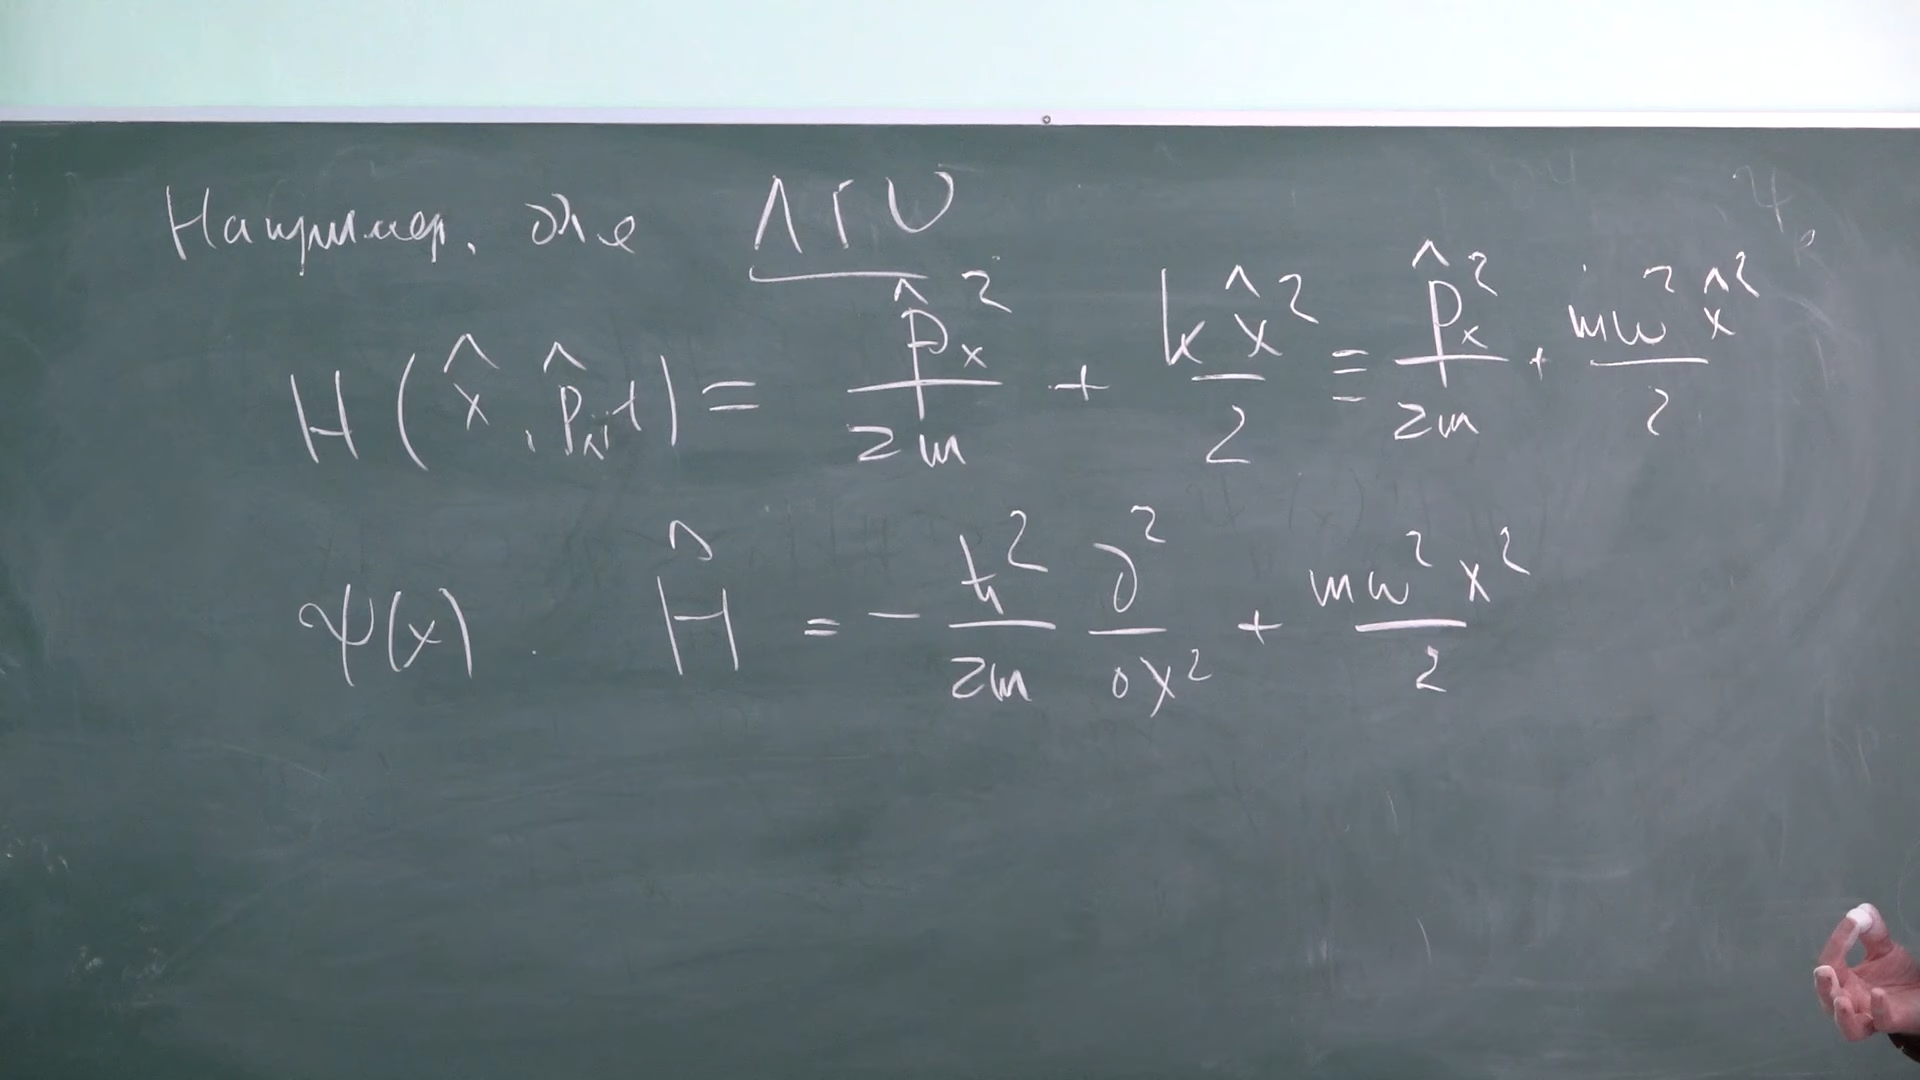 Например, для ЛГО
H(x̂, p̂ₓ, t) = p̂ₓ²/2m + kx̂²/2 = p̂ₓ²/2m + mω²x̂²/2
ψ(x). Ĥ = -ℏ²/2m ∂²/∂x² + mω²x²/2